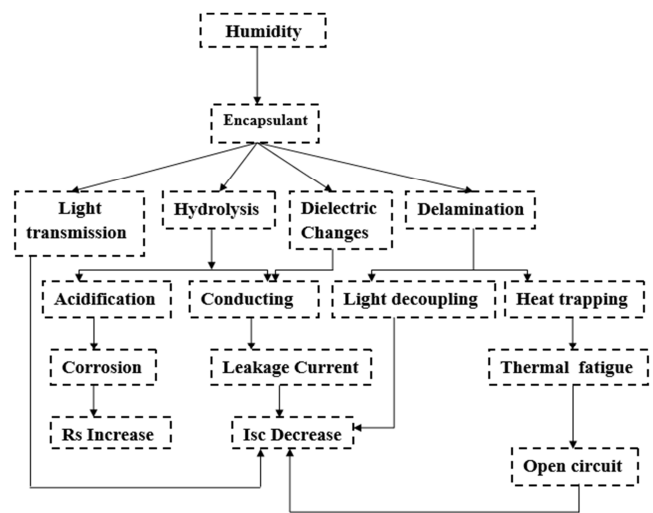 Humidity
Encapsulant
Light
transmission
Hydrolysis
Dielectric
Changes
Delamination
Acidification
Conducting
Light decoupling
Heat trapping
Corrosion
Leakage Current
Thermal fatigue
Rs Increase
Isc Decrease
Open circuit